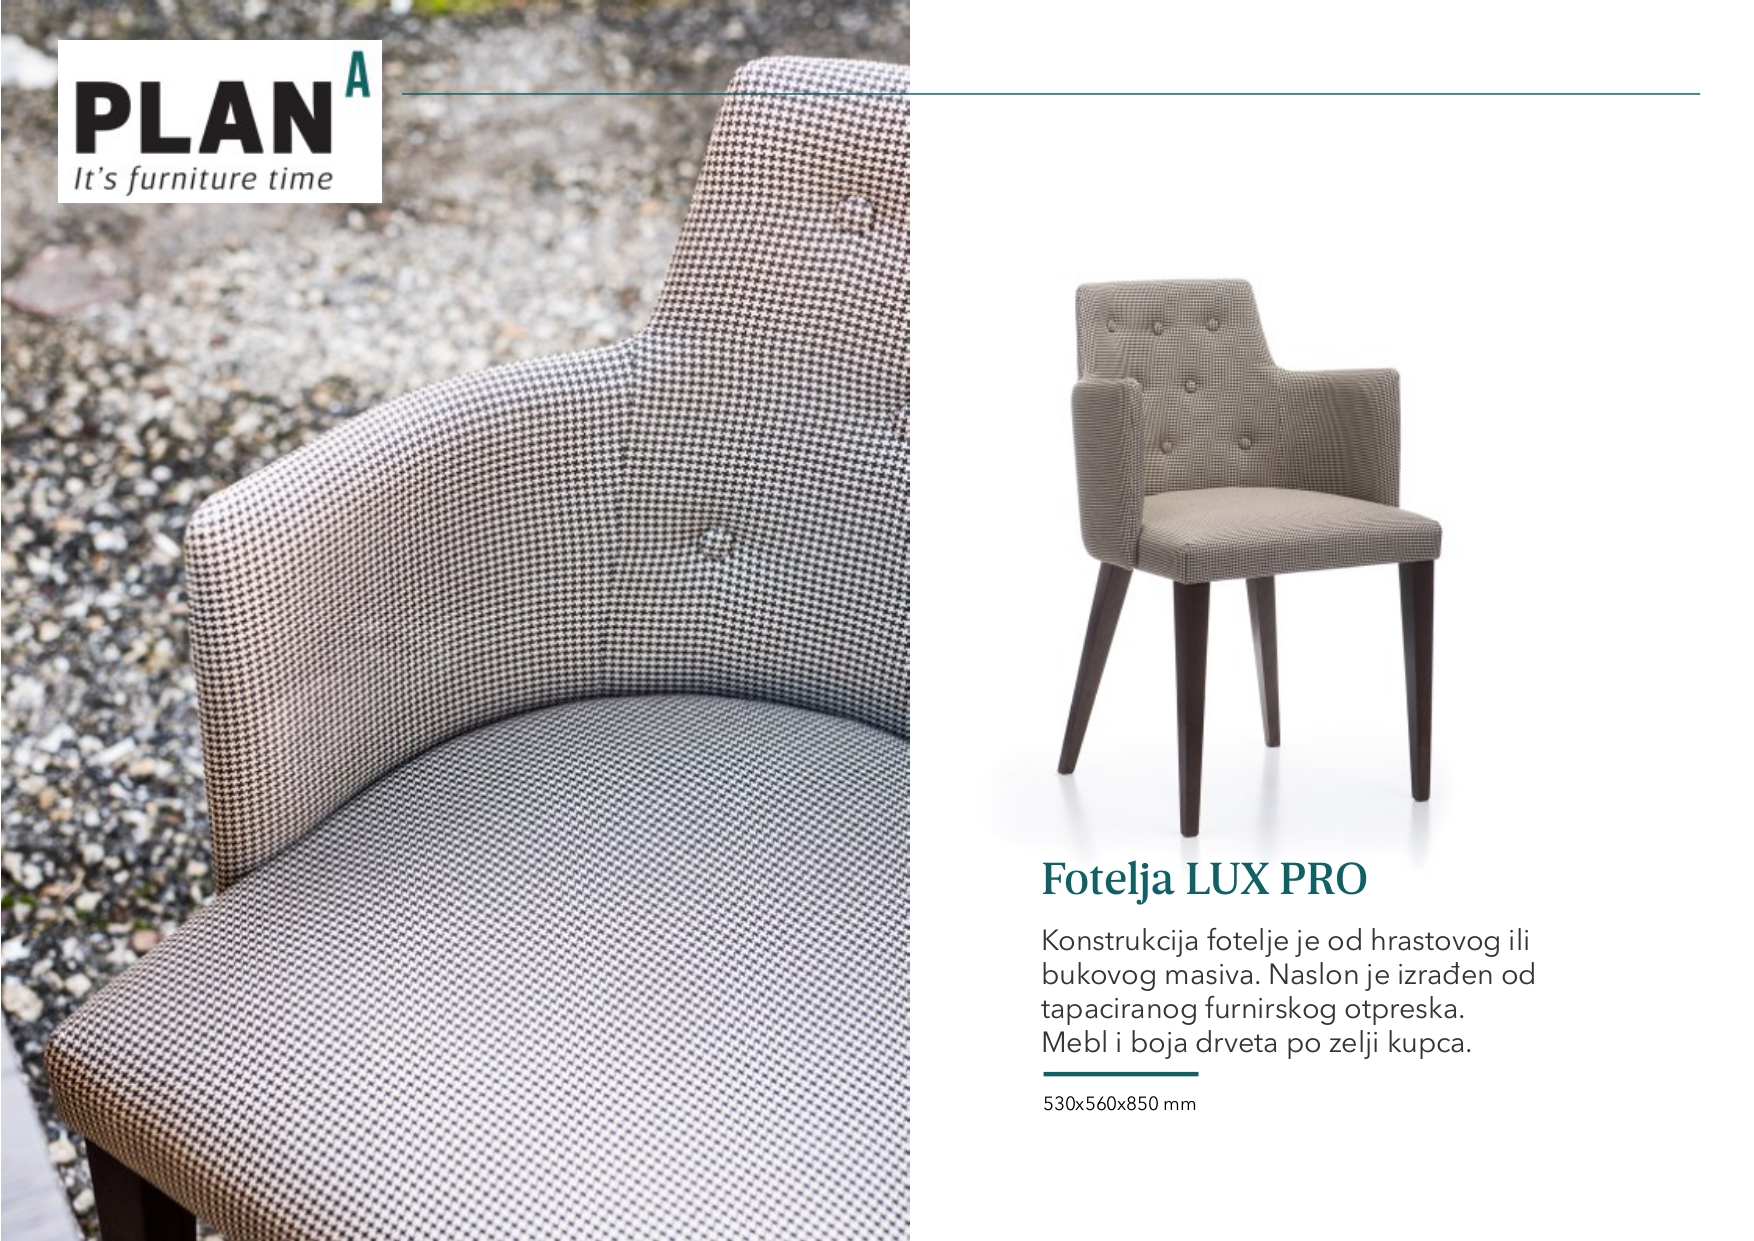 PLAN A
It's furniture time
Fotelja LUX PRO
Konstrukcija fotelje je od hrastovog ili
bukovog masiva. Naslon je izrađen od
tapaciranog furnirskog otpreska.
Mebl i boja drveta po zelji kupca.
530x560x850 mm